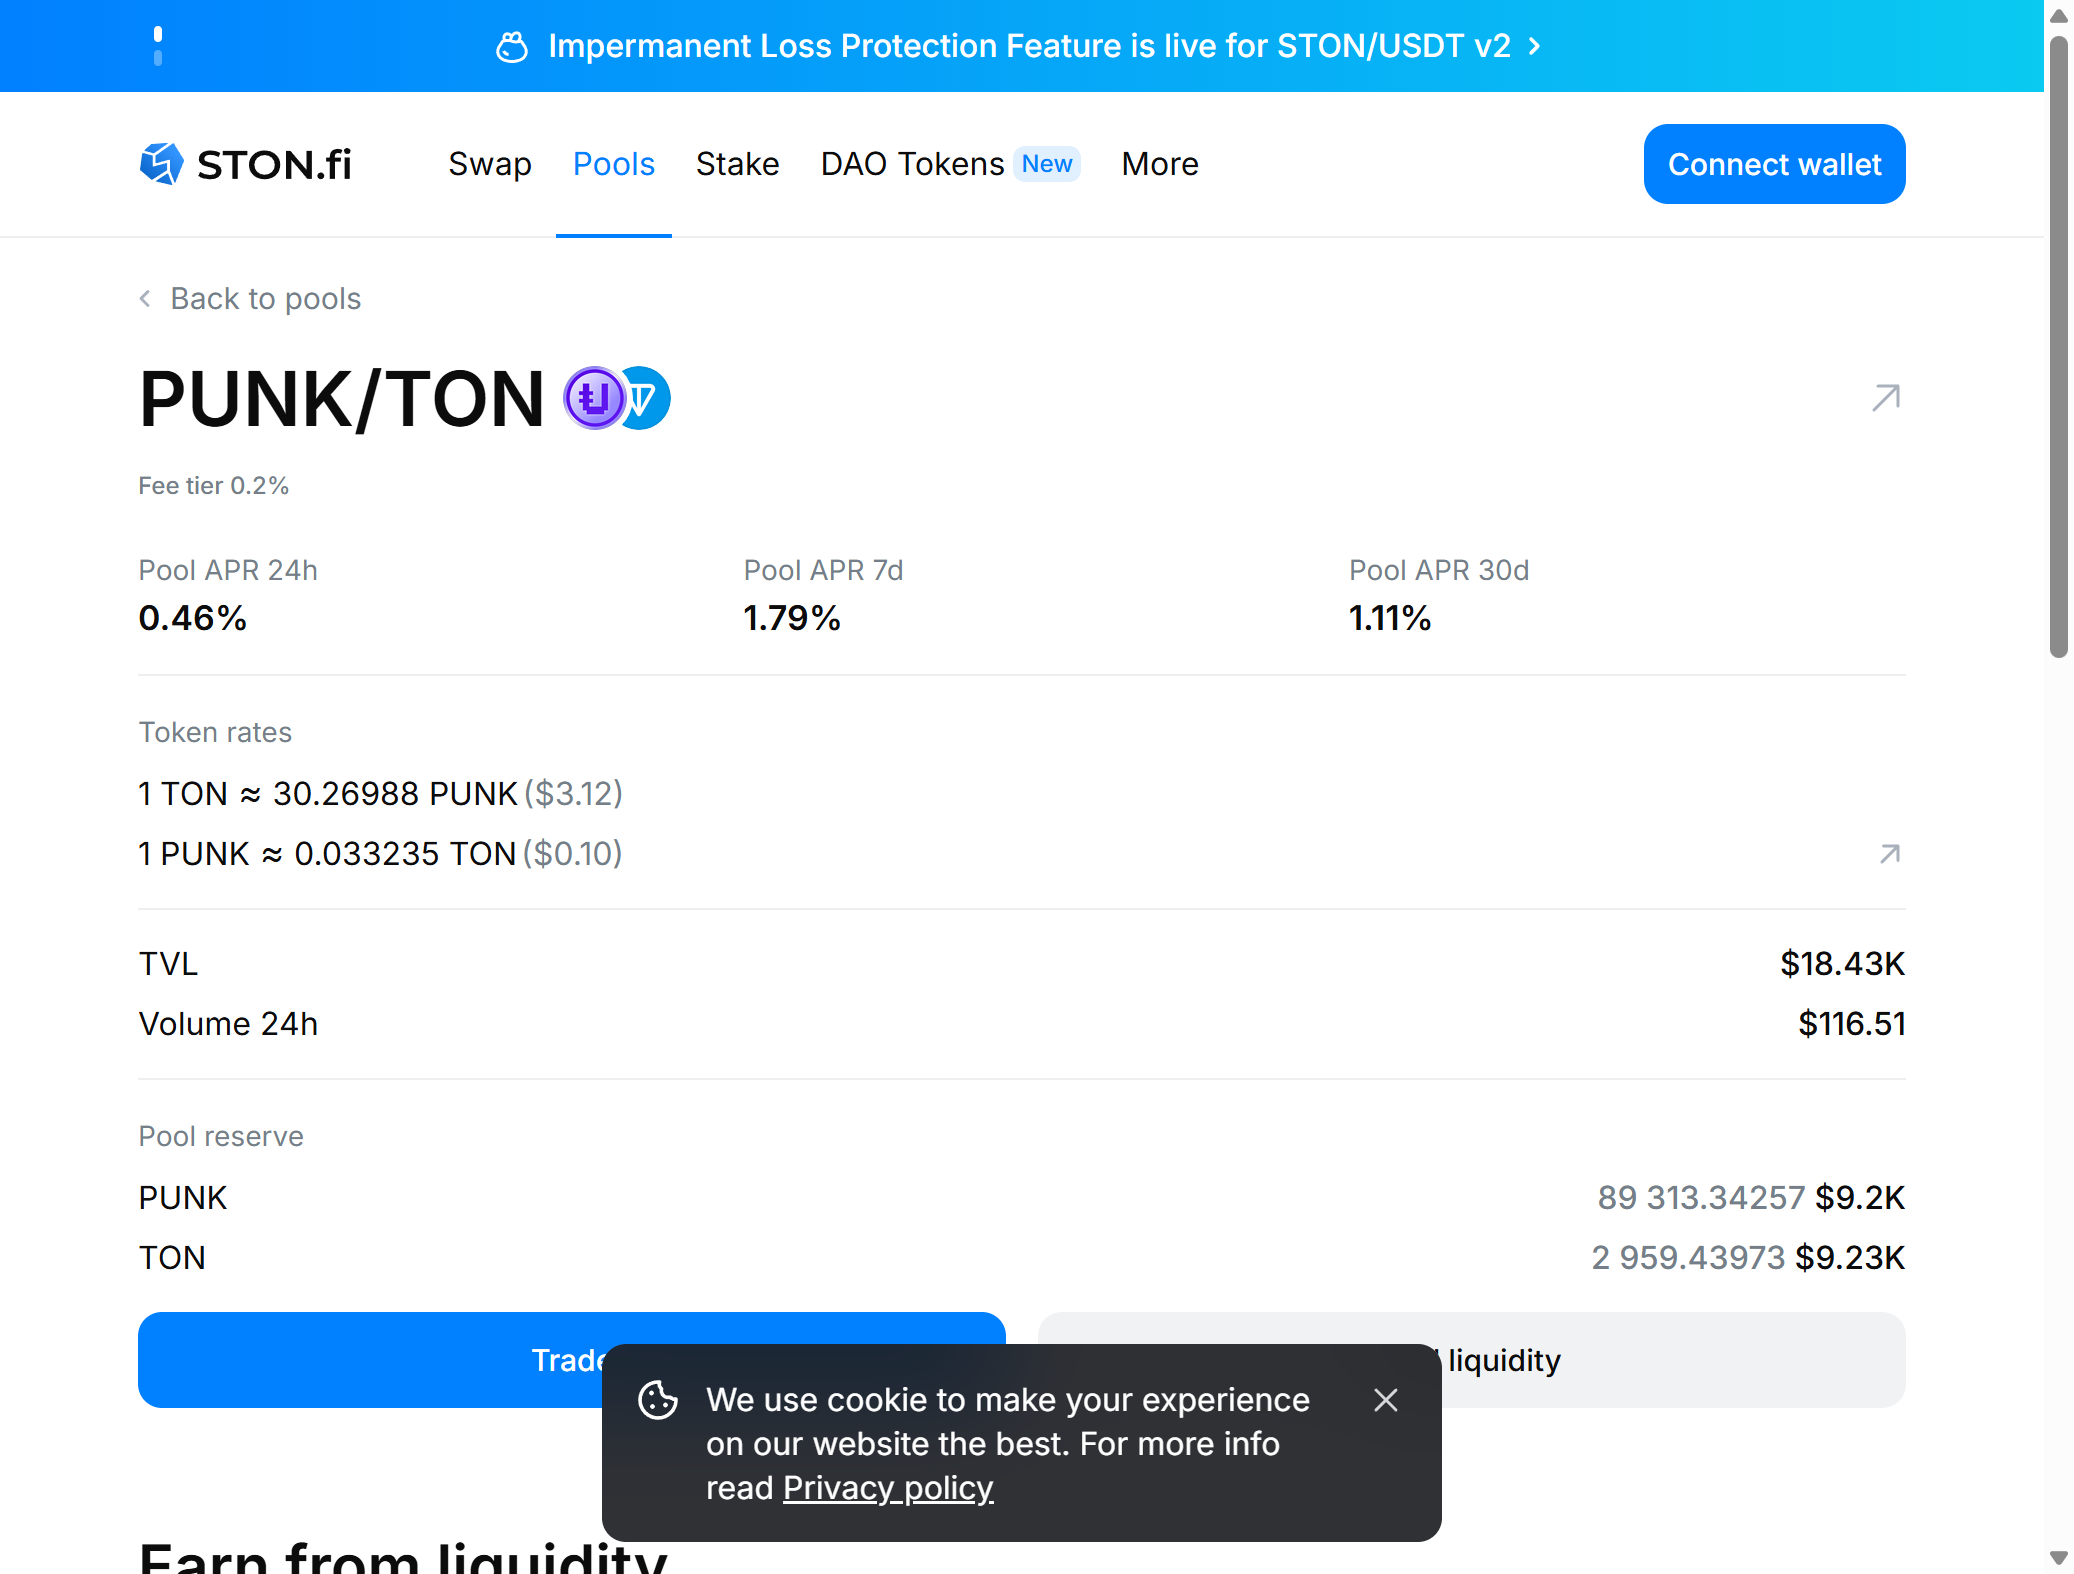 Impermanent Loss Protection Feature is live for STON/USDT v2
STON.fi
Swap
Pools
Stake
DAO Tokens New
More
Connect wallet
Back to pools
PUNK/TON
Fee tier 0.2%
Pool APR 24h
0.46%
Pool APR 7d
1.79%
Pool APR 30d
1.11%
Token rates
1 TON ≈ 30.26988 PUNK ($3.12)
1 PUNK ≈ 0.033235 TON ($0.10)
TVL
$18.43K
Volume 24h
$116.51
Pool reserve
PUNK
89 313.34257 $9.2K
TON
2 959.43973 $9.23K
Trade
liquidity
We use cookie to make your experience
on our website the best. For more info
read Privacy policy
Earn from liquidity